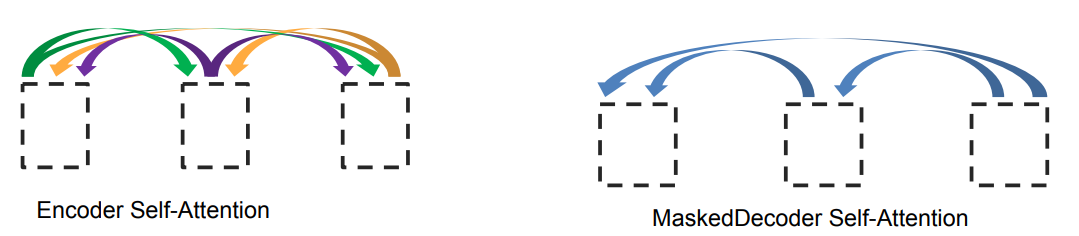 Encoder Self-Attention
MaskedDecoder Self-Attention